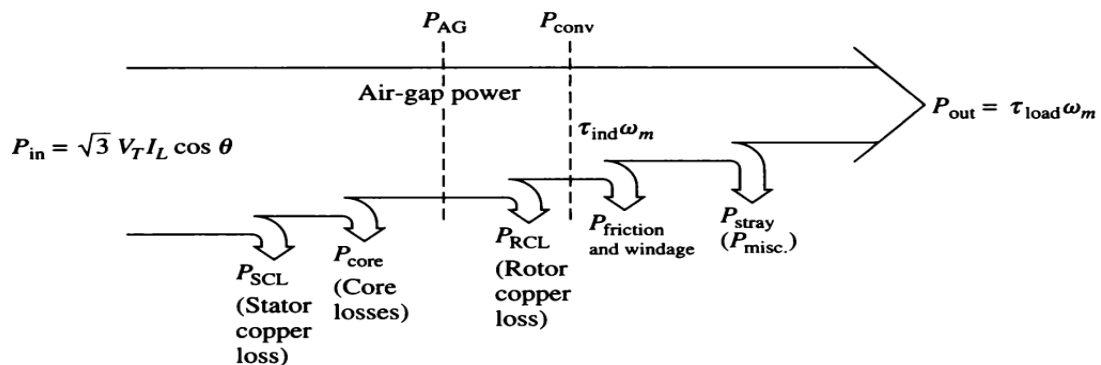 P_AG
P_conv
Air-gap power
P_out = τ_load ω_m
τ_ind ω_m
P_in = √3 V_T I_L cos θ
P_SCL
(Stator
copper
loss)
P_core
(Core
losses)
P_RCL
(Rotor
copper
loss)
P_friction
and windage
P_stray
(P_misc.)